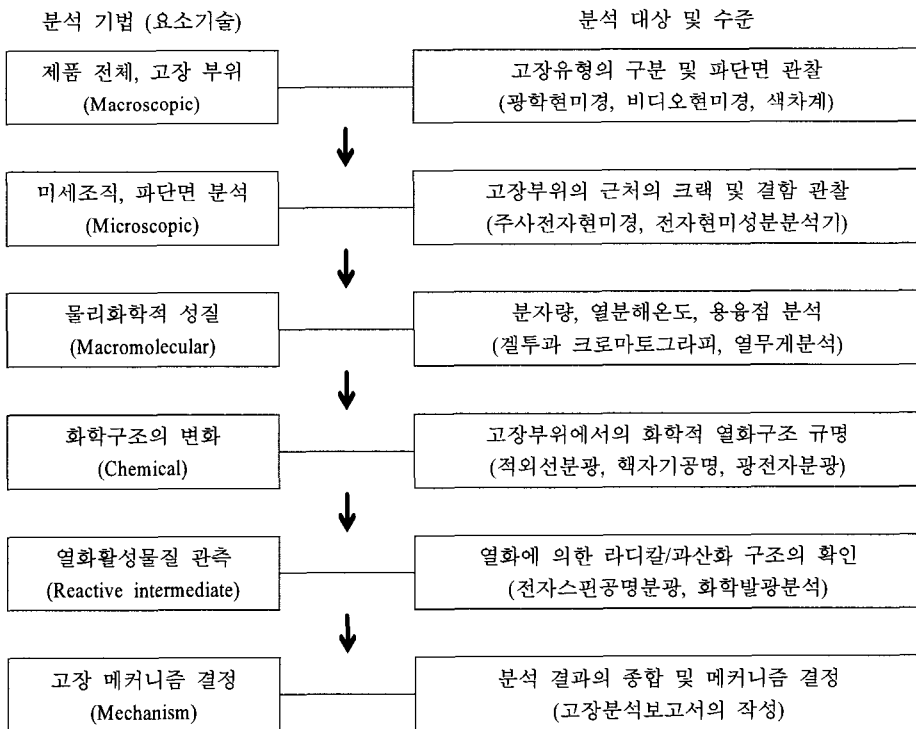 분석 기법 (요소기술)
분석 대상 및 수준
제품 전체, 고장 부위
(Macroscopic)
고장유형의 구분 및 파단면 관찰
(광학현미경, 비디오현미경, 색차계)
미세조직, 파단면 분석
(Microscopic)
고장부위의 근처의 크랙 및 결함 관찰
(주사전자현미경, 전자현미성분분석기)
물리화학적 성질
(Macromolecular)
분자량, 열분해온도, 용융점 분석
(겔투과 크로마토그라피, 열무게분석)
화학구조의 변화
(Chemical)
고장부위에서의 화학적 열화구조 규명
(적외선분광, 핵자기공명, 광전자분광)
열화활성물질 관측
(Reactive intermediate)
열화에 의한 라디칼/과산화 구조의 확인
(전자스핀공명분광, 화학발광분석)
고장 메커니즘 결정
(Mechanism)
분석 결과의 종합 및 메커니즘 결정
(고장분석보고서의 작성)